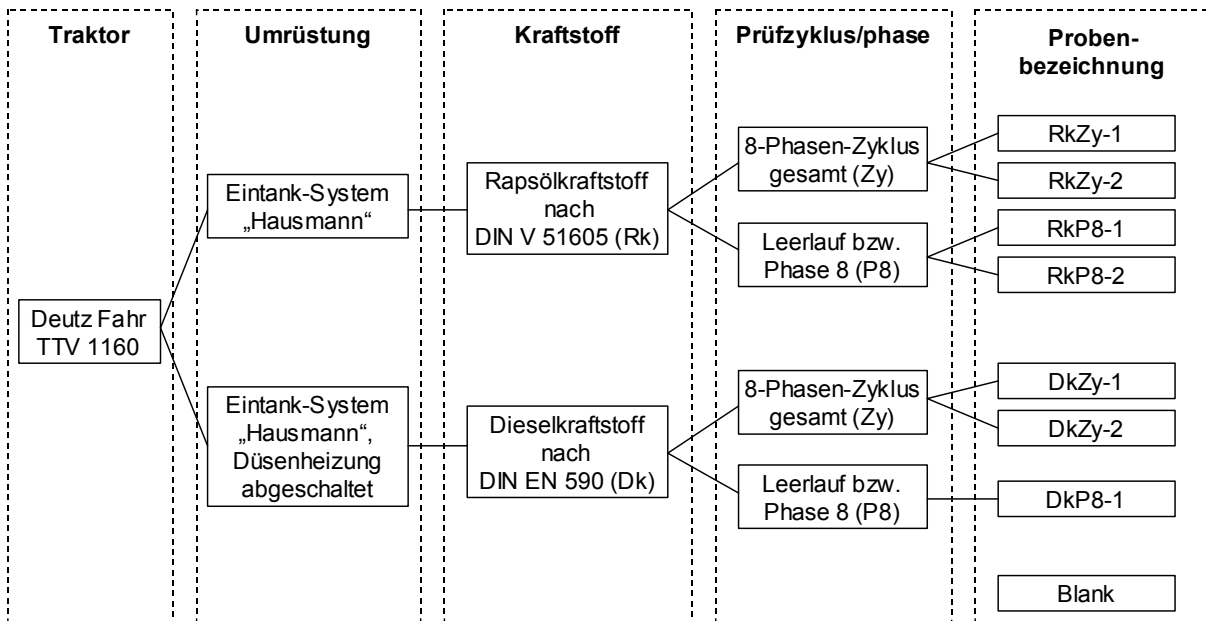 Traktor
Umrüstung
Kraftstoff
Prüfzyklus/phase
Proben-
bezeichnung
Deutz Fahr
TTV 1160
Eintank-System
„Hausmann“
Eintank-System
„Hausmann“,
Düsenheizung
abgeschaltet
Rapsölkraftstoff
nach
DIN V 51605 (Rk)
Dieselkraftstoff
nach
DIN EN 590 (Dk)
8-Phasen-Zyklus
gesamt (Zy)
Leerlauf bzw.
Phase 8 (P8)
8-Phasen-Zyklus
gesamt (Zy)
Leerlauf bzw.
Phase 8 (P8)
RkZy-1
RkZy-2
RkP8-1
RkP8-2
DkZy-1
DkZy-2
DkP8-1
Blank